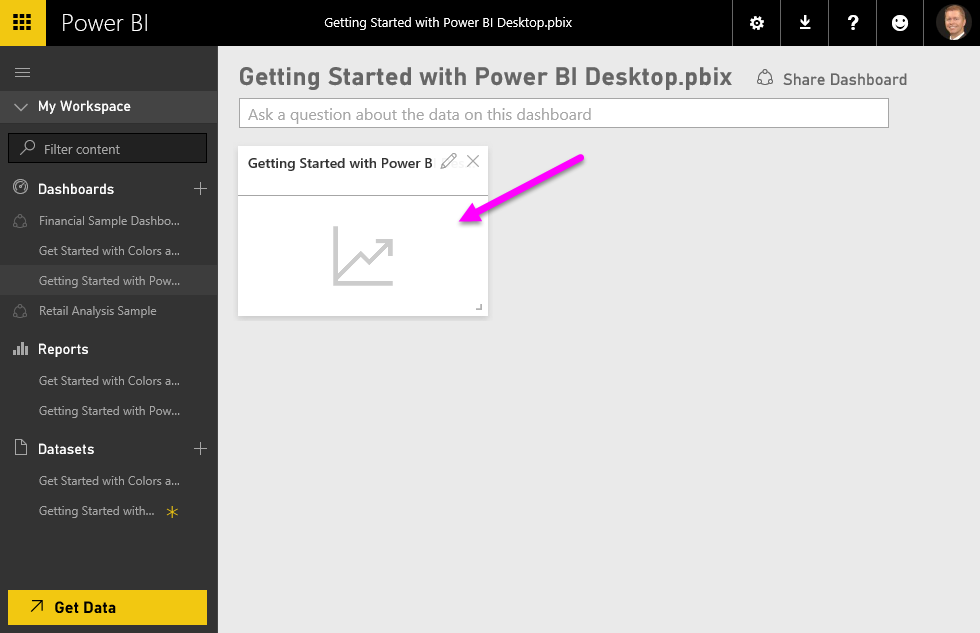 Power BI
Getting Started with Power BI Desktop.pbix
?
My Workspace
Filter content
Dashboards
Financial Sample Dashbo...
Get Started with Colors a...
Getting Started with Pow...
Retail Analysis Sample
Reports
Get Started with Colors a...
Getting Started with Pow...
Datasets
Get Started with Colors a...
Getting Started with...
Get Data
Getting Started with Power BI Desktop.pbix
Share Dashboard
Ask a question about the data on this dashboard
Getting Started with Power B